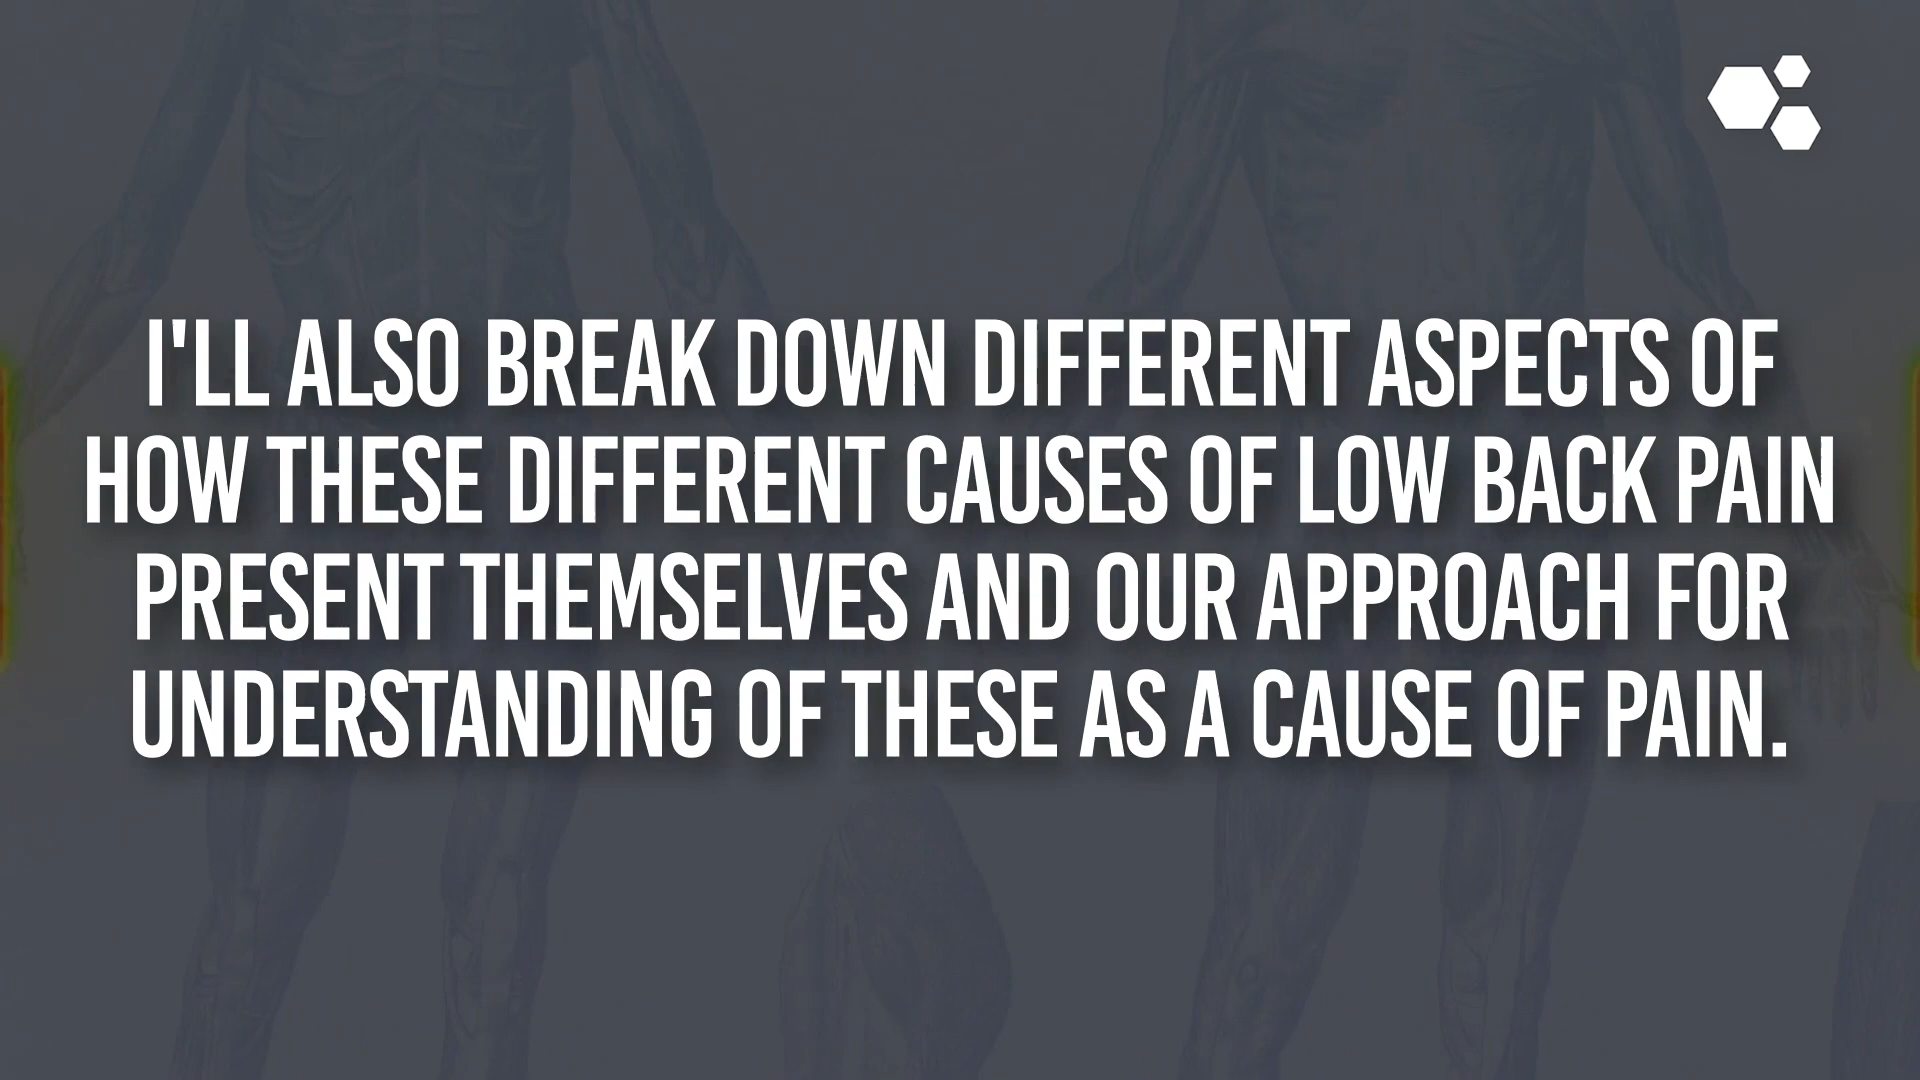 I'LL ALSO BREAK DOWN DIFFERENT ASPECTS OF
HOW THESE DIFFERENT CAUSES OF LOW BACK PAIN
PRESENT THEMSELVES AND OUR APPROACH FOR
UNDERSTANDING OF THESE AS A CAUSE OF PAIN.